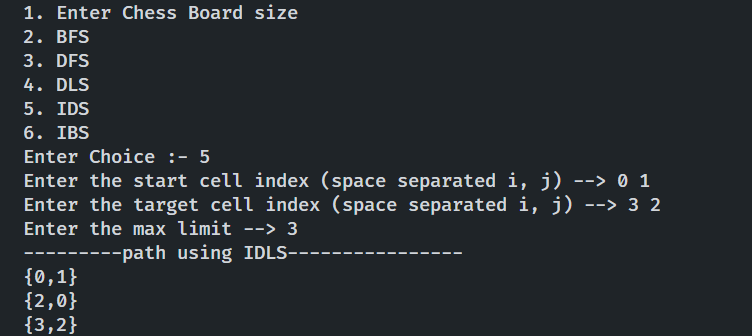 1. Enter Chess Board size
2. BFS
3. DFS
4. DLS
5. IDS
6. IBS
Enter Choice :- 5
Enter the start cell index (space separated i, j) --> 0 1
Enter the target cell index (space separated i, j) --> 3 2
Enter the max limit --> 3
---------path using IDLS----------------
{0,1}
{2,0}
{3,2}